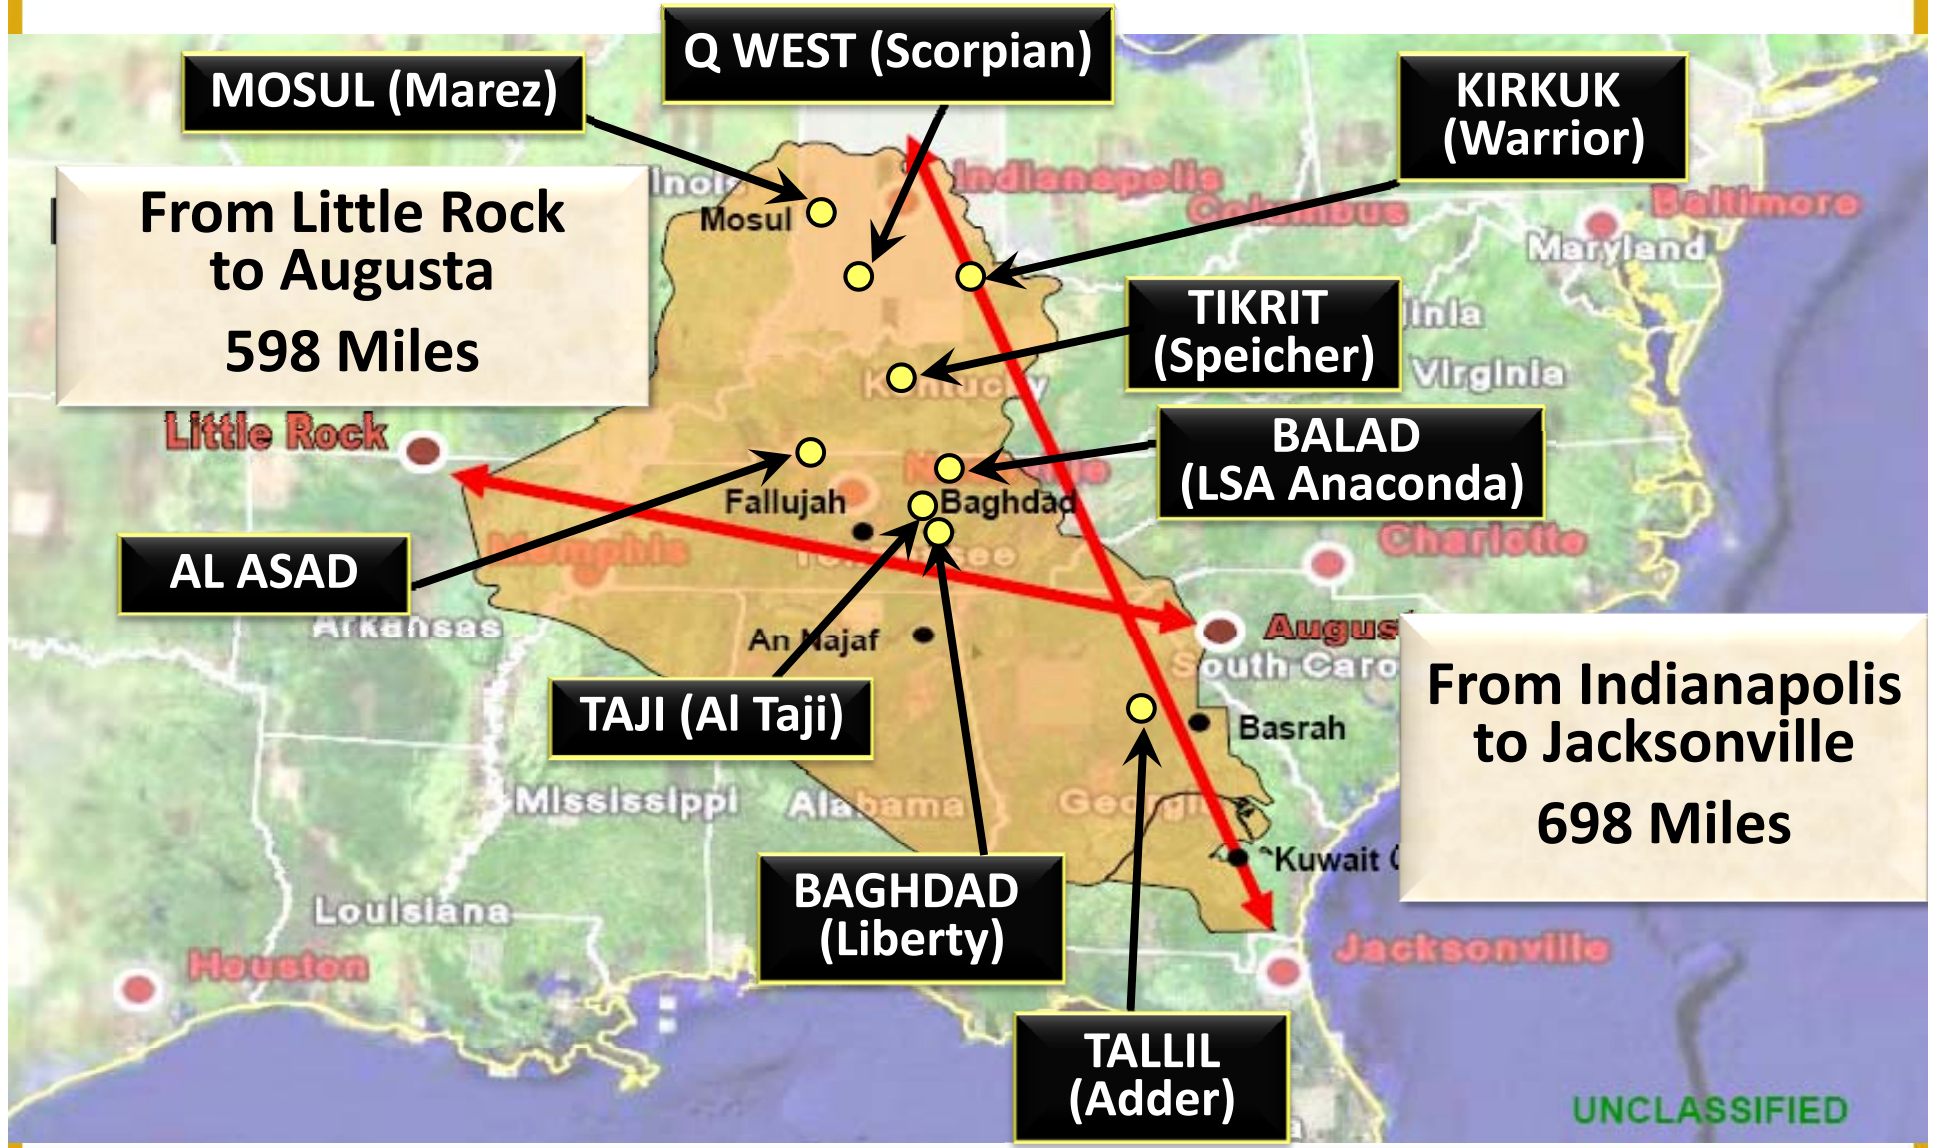 Q WEST (Scorpian)
MOSUL (Marez)
KIRKUK
(Warrior)
From Little Rock
to Augusta
598 Miles
Indianapolis
Columbus
Baltimore
Maryland
Mosul
TIKRIT
(Speicher)
Virginia
Kentucky
Little Rock
BALAD
(LSA Anaconda)
Fallujah
Baghdad
Charlotte
Memphis
AL ASAD
Arkansas
An Najaf
South Caro
TAJI (Al Taji)
Basrah
From Indianapolis
to Jacksonville
698 Miles
Mississippi
Alabama
Georgia
Kuwait
BAGHDAD
(Liberty)
Louisiana
Houston
Jacksonville
TALLIL
(Adder)
UNCLASSIFIED